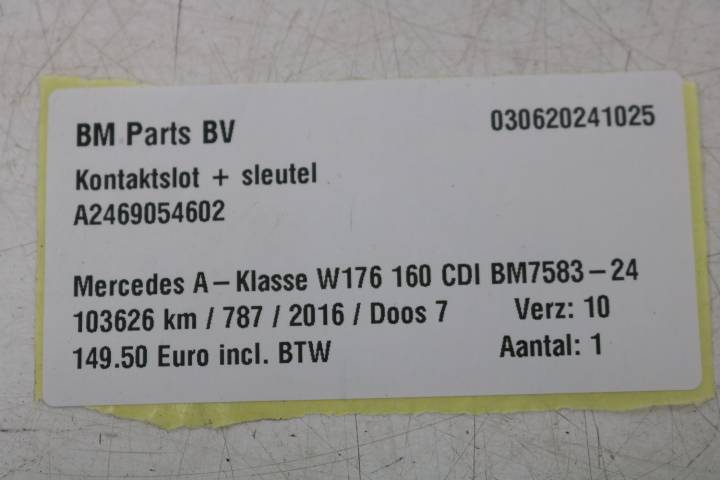 BM Parts BV 030620241025
Kontaktslot + sleutel
A2469054602
Mercedes A-Klasse W176 160 CDI BM7583-24
103626 km / 787 / 2016 / Doos 7 Verz: 10
149.50 Euro incl. BTW Aantal: 1